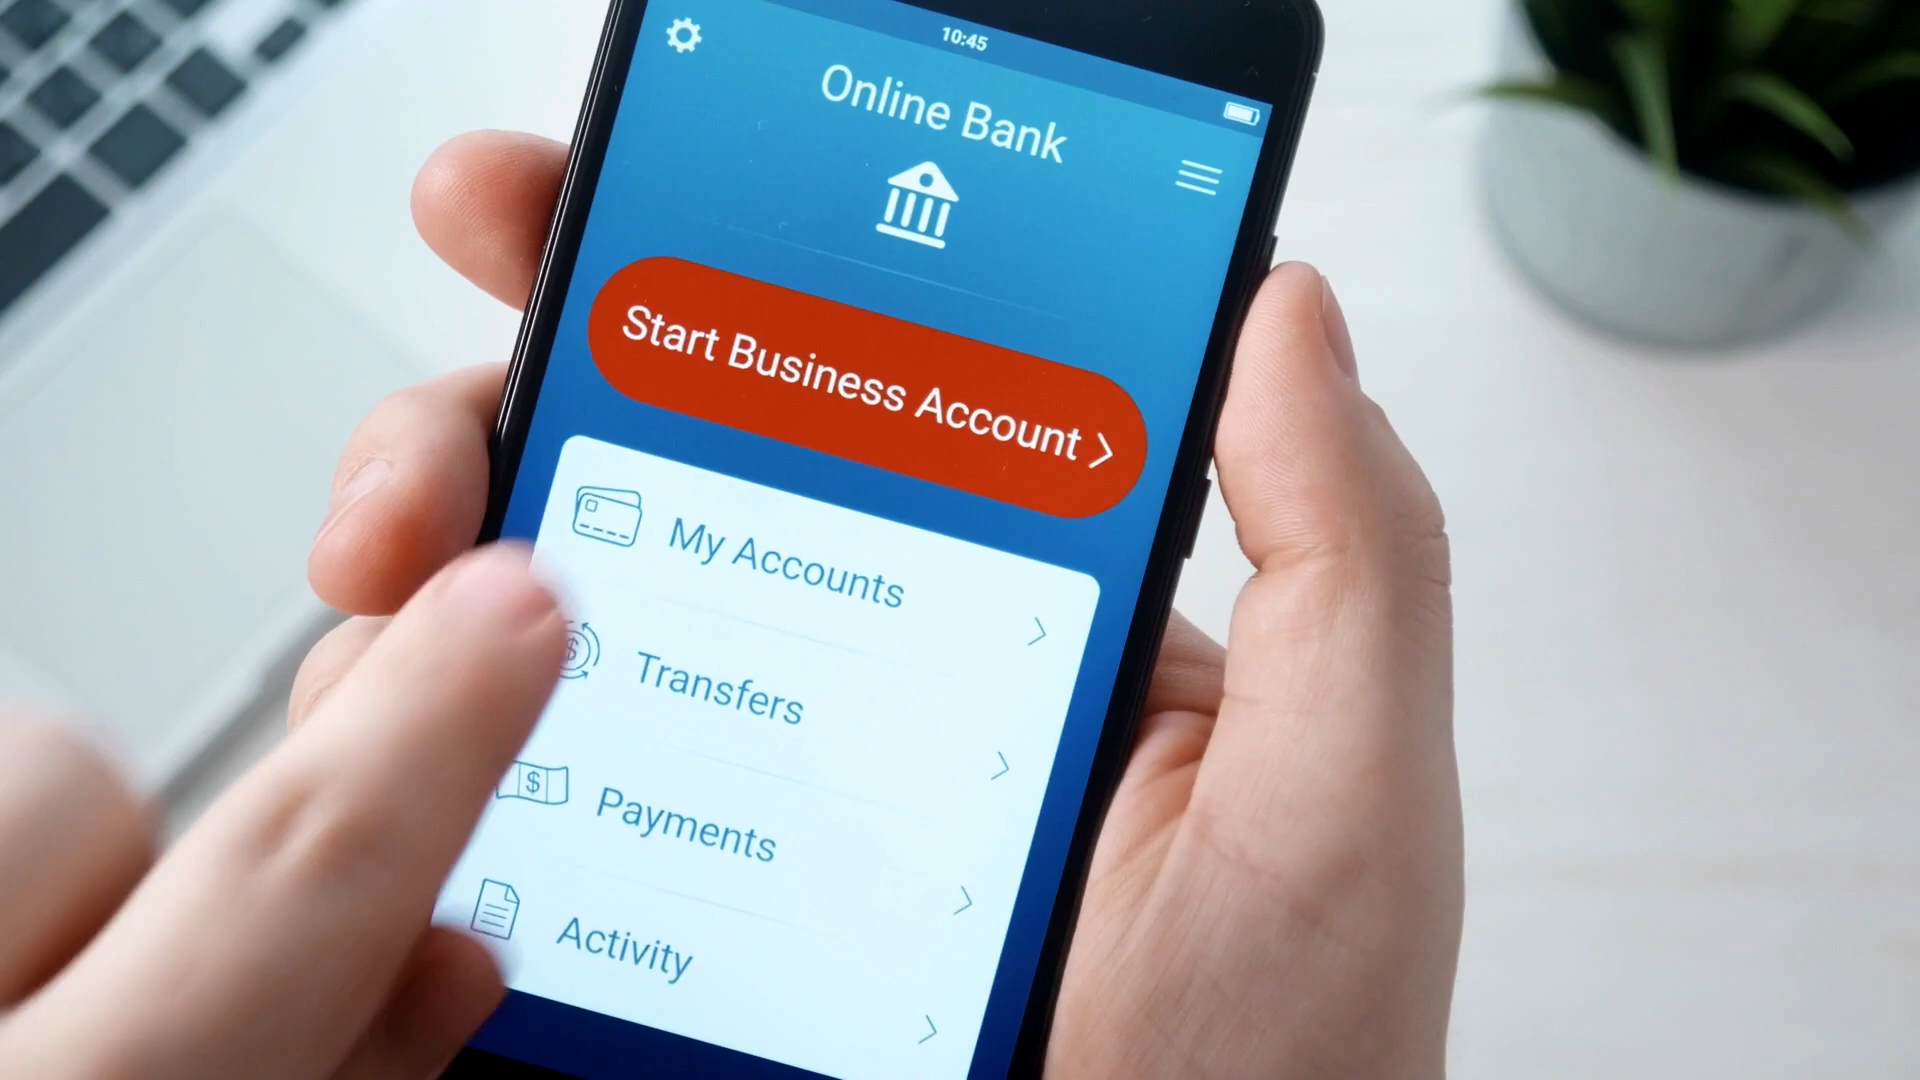 10:45
Online Bank
Start Business Account
My Accounts
$
Transfers
$
Payments
Activity